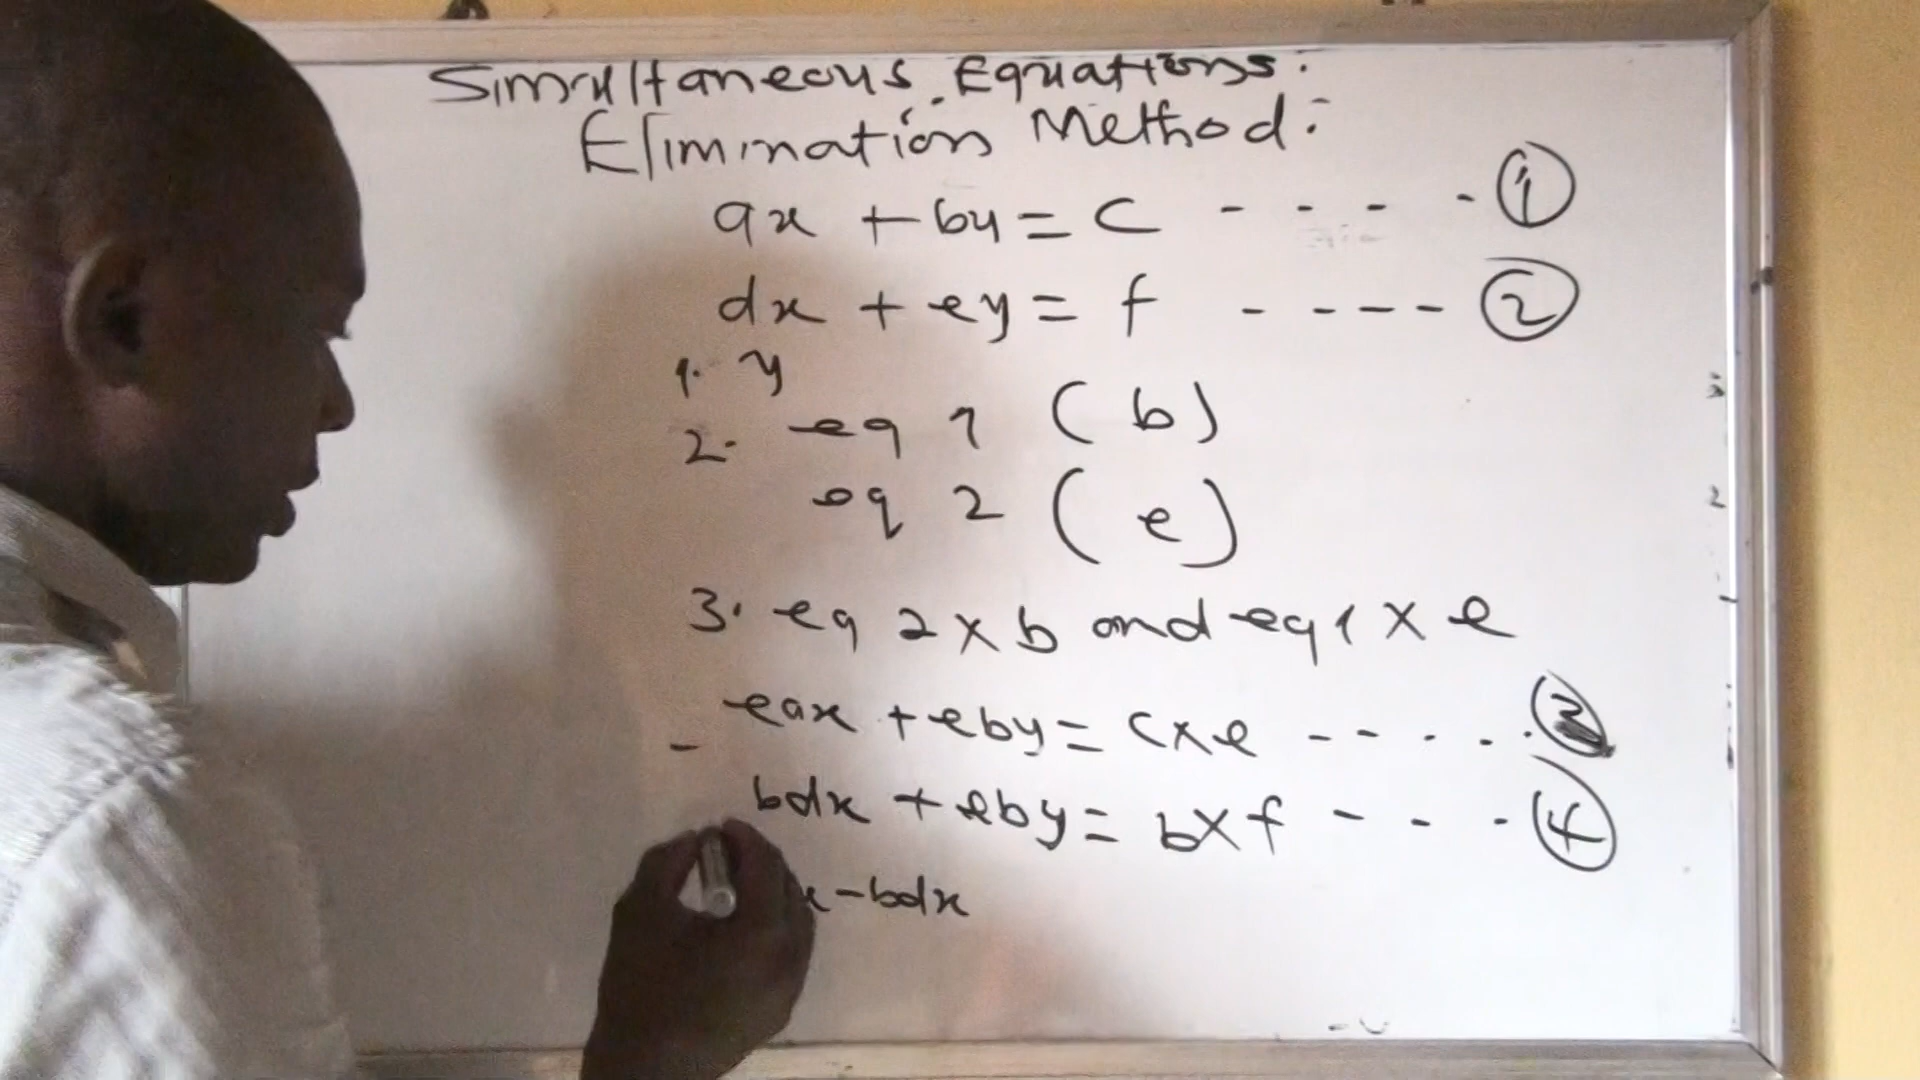 Simultaneous Equations:
Elimination Method:
ax + by = c - - - - ①
dx + ey = f - - - - ②
1. y
2. eq 1 (b)
eq 2 (e)
3. eq 2 x b and eq 1 x e
- eax + eby = c x e - - - - - ③
bdx + eby = b x f - - - ④
x - bdx